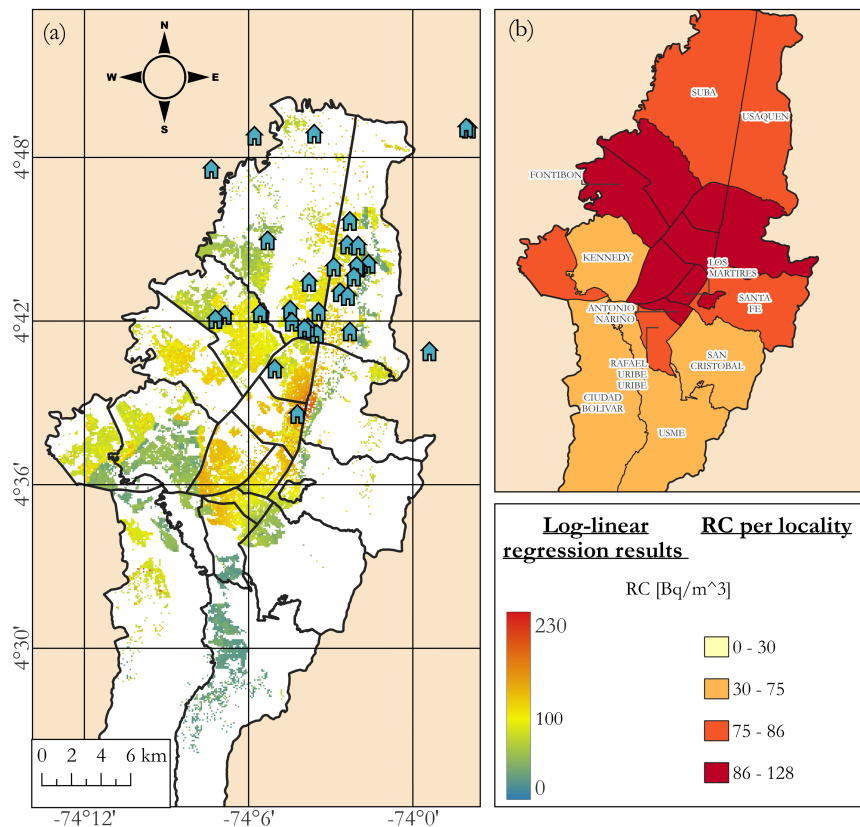 (a)
N
W
E
S
4°48'
4°42'
4°36'
4°30'
0 2 4 6 km
-74°12'
-74°6'
-74°0'
(b)
SUBA
USAQUEN
FONTIBON
KENNEDY
LOS
MARTIRES
SANTA
FE
ANTONIO
NARIÑO
RAFAEL
URIBE
URIBE
SAN
CRISTOBAL
CIUDAD
BOLIVAR
USME
Log-linear
regression results
RC per locality
RC [Bq/m^3]
230
100
0
0 - 30
30 - 75
75 - 86
86 - 128